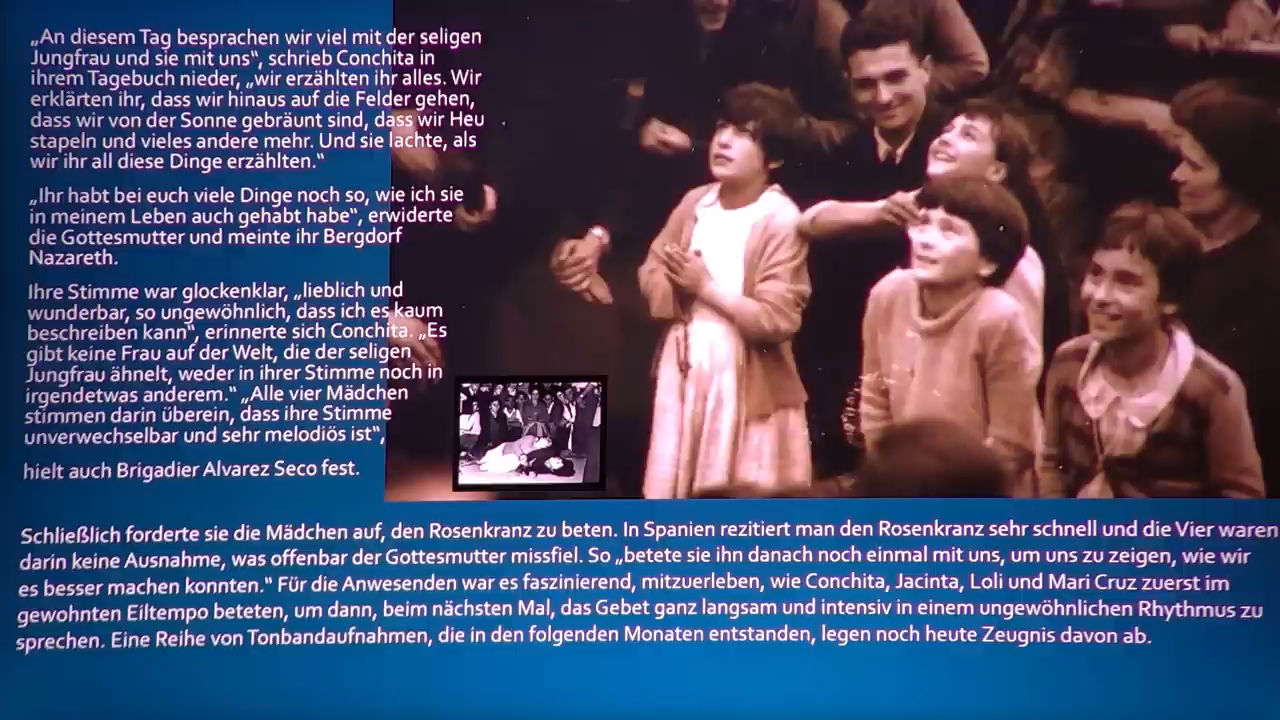 „An diesem Tag besprachen wir viel mit der seligen
Jungfrau und sie mit uns“, schrieb Conchita in
ihrem Tagebuch nieder, „wir erzählten ihr alles. Wir
erklärten ihr, dass wir hinaus auf die Felder gehen,
dass wir von der Sonne gebräunt sind, dass wir Heu
stapeln und vieles andere mehr. Und sie lachte, als
wir ihr all diese Dinge erzählten.“
„Ihr habt bei euch viele Dinge noch so, wie ich sie
in meinem Leben auch gehabt habe“, erwiderte
die Gottesmutter und meinte ihr Bergdorf
Nazareth.
Ihre Stimme war glockenklar, „lieblich und
wunderbar, so ungewöhnlich, dass ich es kaum
beschreiben kann“, erinnerte sich Conchita. „Es
gibt keine Frau auf der Welt, die der seligen
Jungfrau ähnelt, weder in ihrer Stimme noch in
irgendetwas anderem.“ „Alle vier Mädchen
stimmen darin überein, dass ihre Stimme
unverwechselbar und sehr melodiös ist“,
hielt auch Brigadier Alvarez Seco fest.
Schließlich forderte sie die Mädchen auf, den Rosenkranz zu beten. In Spanien rezitiert man den Rosenkranz sehr schnell und die Vier waren
darin keine Ausnahme, was offenbar der Gottesmutter missfiel. So „betete sie ihn danach noch einmal mit uns, um uns zu zeigen, wie wir
es besser machen konnten.“ Für die Anwesenden war es faszinierend, mitzuerleben, wie Conchita, Jacinta, Loli und Mari Cruz zuerst im
gewohnten Eiltempo beteten, um dann, beim nächsten Mal, das Gebet ganz langsam und intensiv in einem ungewöhnlichen Rhythmus zu
sprechen. Eine Reihe von Tonbandaufnahmen, die in den folgenden Monaten entstanden, legen noch heute Zeugnis davon ab.